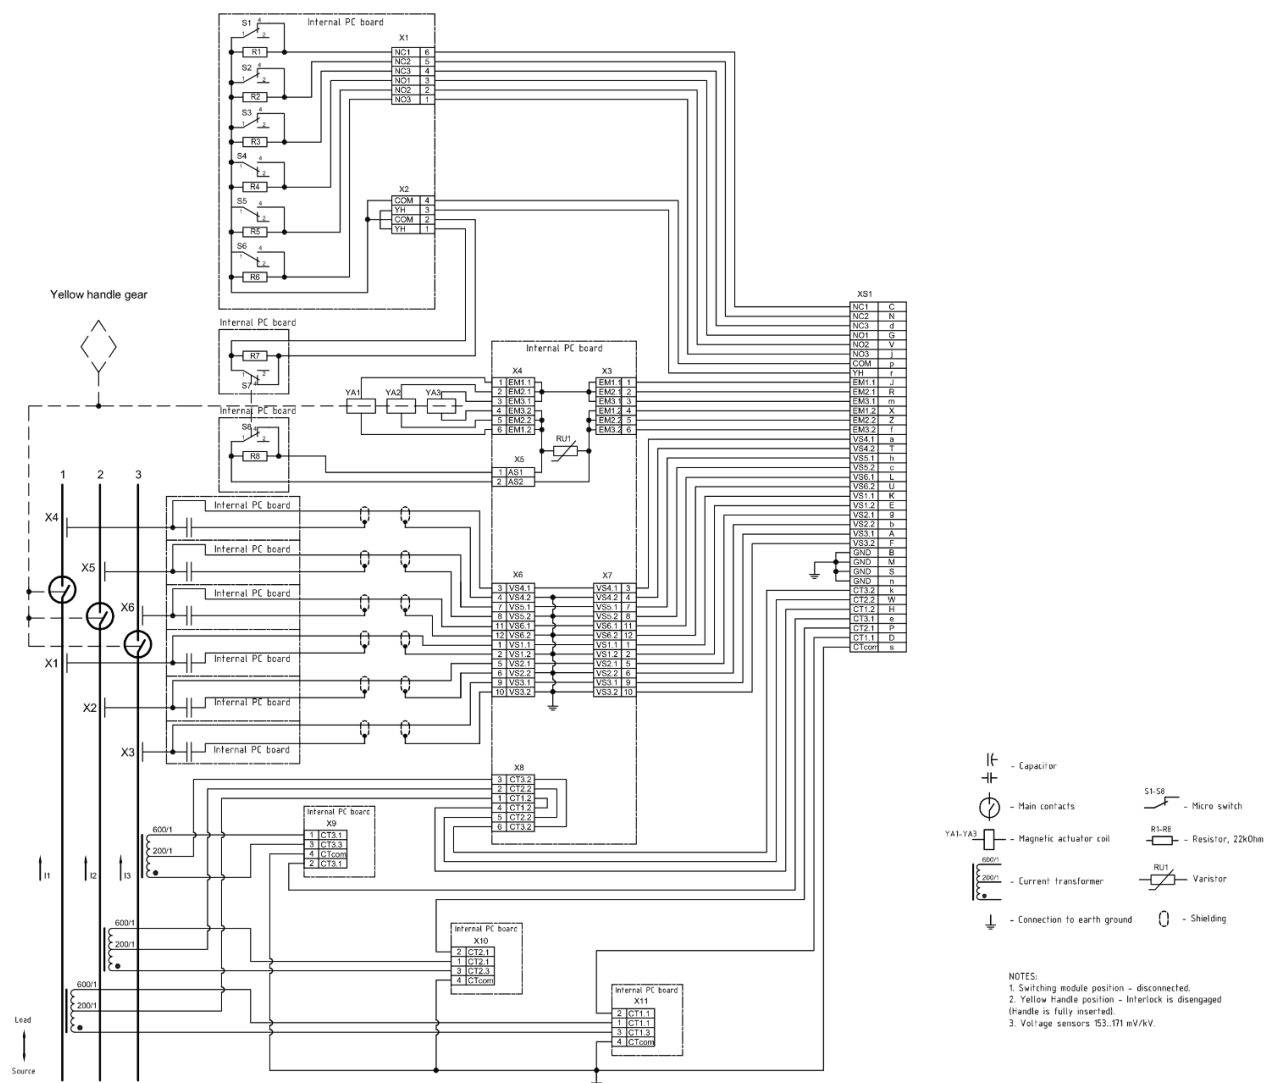 Internal PC board
S1
4
1
2
R1
S2
4
1
2
R2
S3
4
1
2
R3
S4
4
1
2
R4
S5
4
1
2
R5
S6
4
1
2
R6
X1
NC1 6
NC2 5
NC3 4
NO1 3
NO2 2
NO3 1
X2
COM 4
YH 3
COM 2
YH 1
Yellow handle gear
Internal PC board
R7
S7
Internal PC board
S8
R8
YA1
YA2
YA3
Internal PC board
X4
1 EM1.1
2 EM2.1
3 EM3.1
4 EM3.2
5 EM2.2
6 EM1.2
X3
EM1.1 1
EM2.1 2
EM3.1 3
EM1.2 4
EM2.2 5
EM3.2 6
RU1
X5
1 AS1
2 AS2
XS1
NC1 C
NC2 N
NC3 d
NO1 G
NO2 V
NO3 j
COM p
YH r
EM1.1 J
EM2.1 R
EM3.1 m
EM1.2 X
EM2.2 Z
EM3.2 f
VS4.1 a
VS4.2 T
VS5.1 h
VS5.2 c
VS6.1 L
VS6.2 U
VS1.1 K
VS1.2 E
VS2.1 g
VS2.2 b
VS3.1 A
VS3.2 F
GND B
GND M
GND S
GND n
CT3.2 k
CT2.2 W
CT1.2 H
CT3.1 e
CT2.1 P
CT1.1 D
CTcom s
1
2
3
X4
X5
X6
X1
X2
X3
Internal PC board
Internal PC board
Internal PC board
Internal PC board
Internal PC board
Internal PC board
X6
3 VS4.1
4 VS4.2
7 VS5.1
8 VS5.2
11 VS6.1
12 VS6.2
1 VS1.1
2 VS1.2
5 VS2.1
6 VS2.2
9 VS3.1
10 VS3.2
X7
VS4.1 3
VS4.2 4
VS5.1 7
VS5.2 8
VS6.1 11
VS6.2 12
VS1.1 1
VS1.2 2
VS2.1 5
VS2.2 6
VS3.1 9
VS3.2 10
X8
3 CT3.2
2 CT2.2
1 CT1.2
4 CT1.2
5 CT2.2
6 CT3.2
Internal PC board
X9
1 CT3.1
3 CT3.3
4 CTcom
2 CT3.1
600/1
200/1
I1
I2
I3
Internal PC board
X10
2 CT2.1
1 CT2.1
3 CT2.3
4 CTcom
600/1
200/1
Internal PC board
X11
2 CT1.1
1 CT1.1
3 CT1.3
4 CTcom
600/1
200/1
Load
Source
- Capacitor
- Main contacts
YA1-YA3
- Magnetic actuator coil
600/1
200/1
- Current transformer
- Connection to earth ground
S1-S8
- Micro switch
R1-R8
- Resistor, 22kOhm
RU1
- Varistor
- Shielding
NOTES:
1. Switching module position - disconnected.
2. Yellow Handle position - Interlock is disengaged
(Handle is fully inserted).
3. Voltage sensors 153..171 mV/kV.